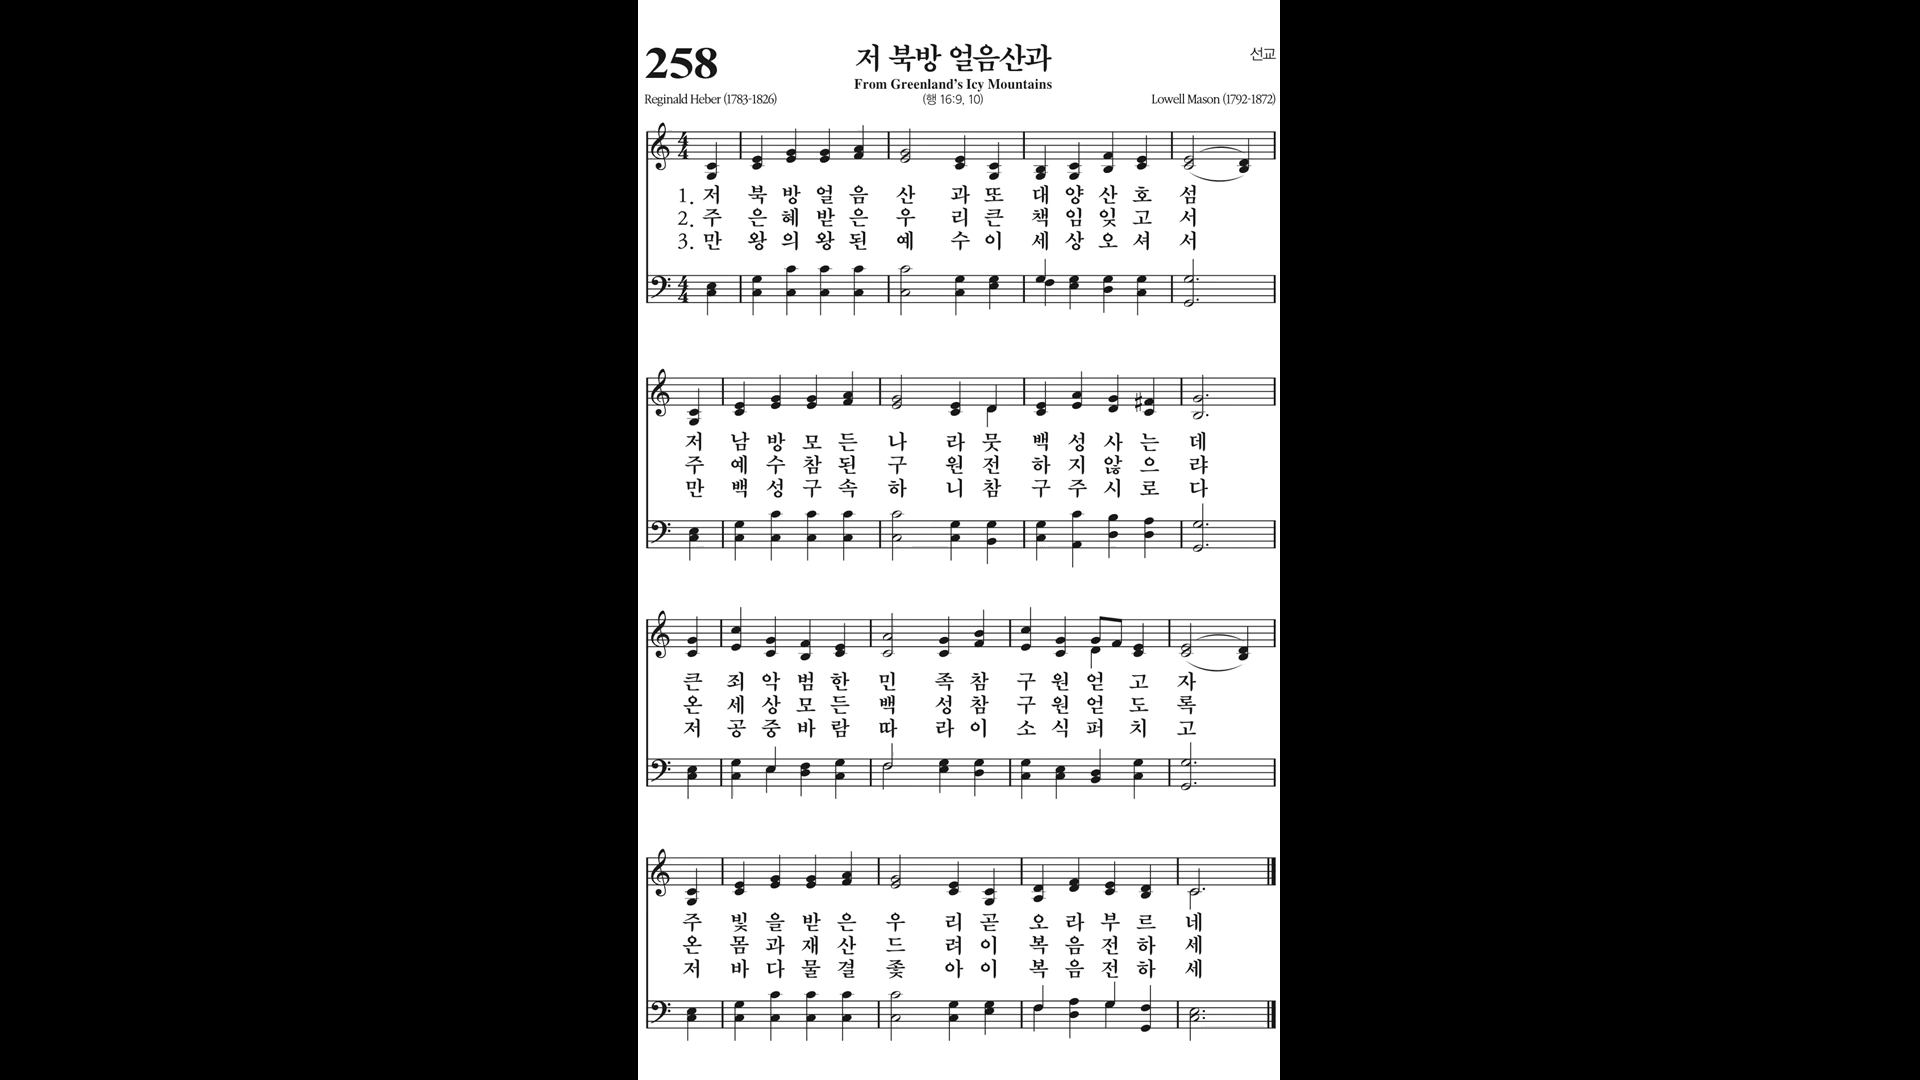 258
저 북방 얼음산과
선교
From Greenland's Icy Mountains
Reginald Heber (1783-1826)
(행 16:9, 10)
Lowell Mason (1792-1872)
1. 저 북 방 얼 음 산 과 또 대 양 산 호 섬
2. 주 은 혜 받 은 우 리 큰 책 임 잊 고 서
3. 만 왕 의 왕 된 예 수 이 세 상 오 셔 서
저 남 방 모 든 나 라 뭇 백 성 사 는 데
주 예 수 참 된 구 원 전 하 지 않 으 랴
만 백 성 구 속 하 니 참 구 주 시 로 다
큰 죄 악 범 한 민 족 참 구 원 얻 고 자
온 세 상 모 든 백 성 참 구 원 얻 도 록
저 공 중 바 람 따 라 이 소 식 퍼 치 고
주 빛 을 받 은 우 리 곧 오 라 부 르 네
온 몸 과 재 산 드 려 이 복 음 전 하 세
저 바 다 물 결 좇 아 이 복 음 전 하 세